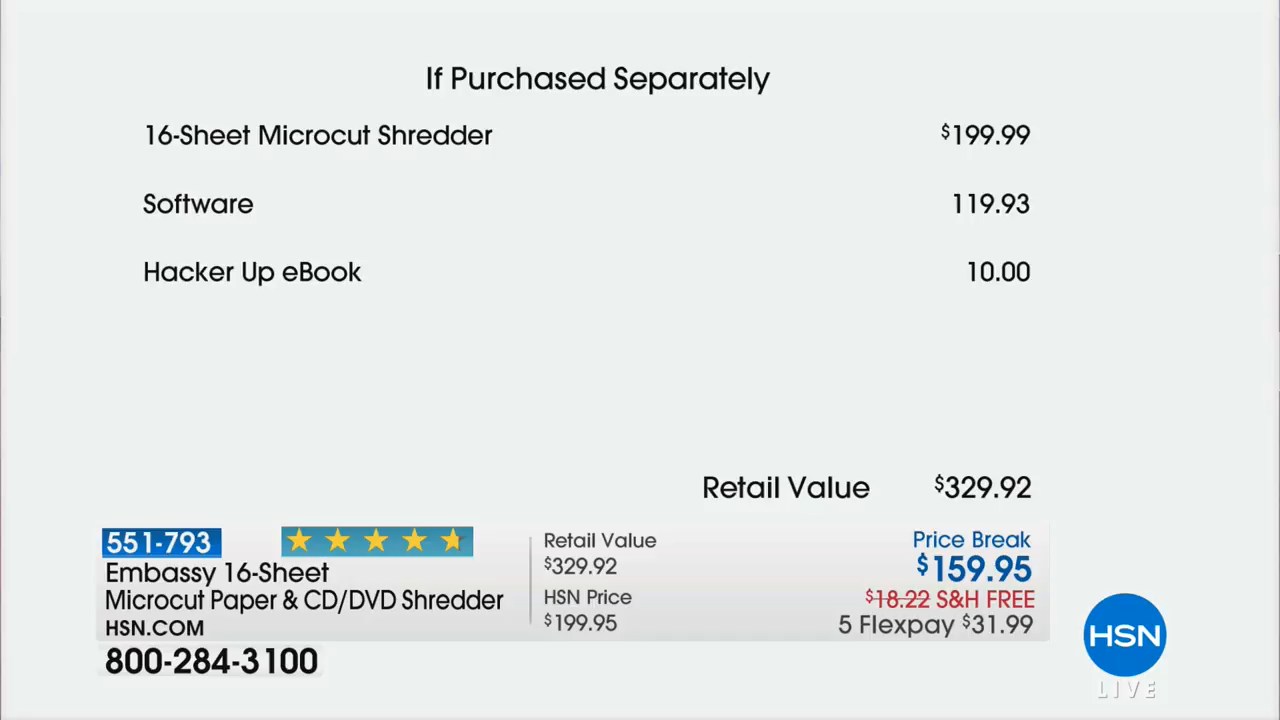 If Purchased Separately
16-Sheet Microcut Shredder $199.99
Software 119.93
Hacker Up eBook 10.00
Retail Value $329.92
551-793
Embassy 16-Sheet
Microcut Paper & CD/DVD Shredder
HSN.COM
800-284-3100
Retail Value
$329.92
HSN Price
$199.95
Price Break
$159.95
$18.22 S&H FREE
5 Flexpay $31.99
HSN
LIVE